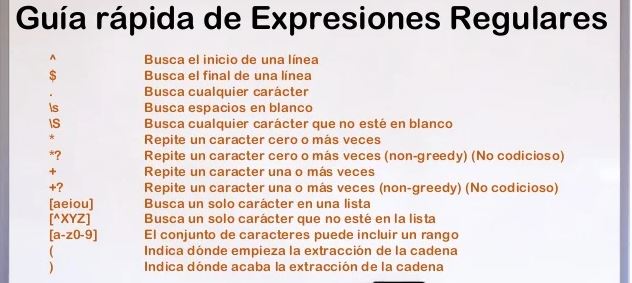 Guía rápida de Expresiones Regulares
^ Busca el inicio de una línea
$ Busca el final de una línea
. Busca cualquier carácter
\s Busca espacios en blanco
\S Busca cualquier carácter que no esté en blanco
* Repite un caracter cero o más veces
*? Repite un caracter cero o más veces (non-greedy) (No codicioso)
+ Repite un caracter una o más veces
+? Repite un caracter una o más veces (non-greedy) (No codicioso)
[aeiou] Busca un solo carácter en una lista
[^XYZ] Busca un solo carácter que no esté en la lista
[a-z0-9] El conjunto de caracteres puede incluir un rango
( Indica dónde empieza la extracción de la cadena
) Indica dónde acaba la extracción de la cadena